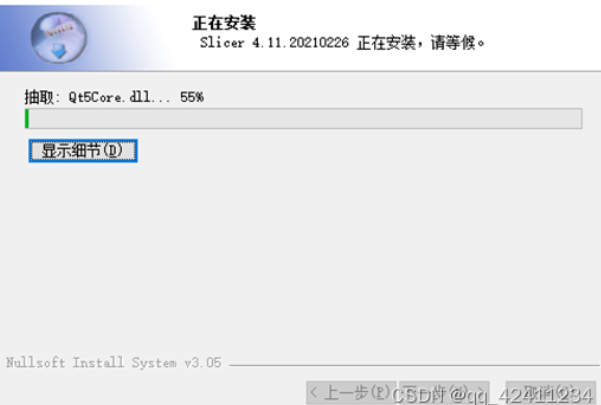 正在安装
Slicer 4.11.20210226 正在安装，请等候。
抽取: Qt5Core.dll... 55%
显示细节(D)
Nullsoft Install System v3.05
< 上一步(P)
CSDN @qq_42411234